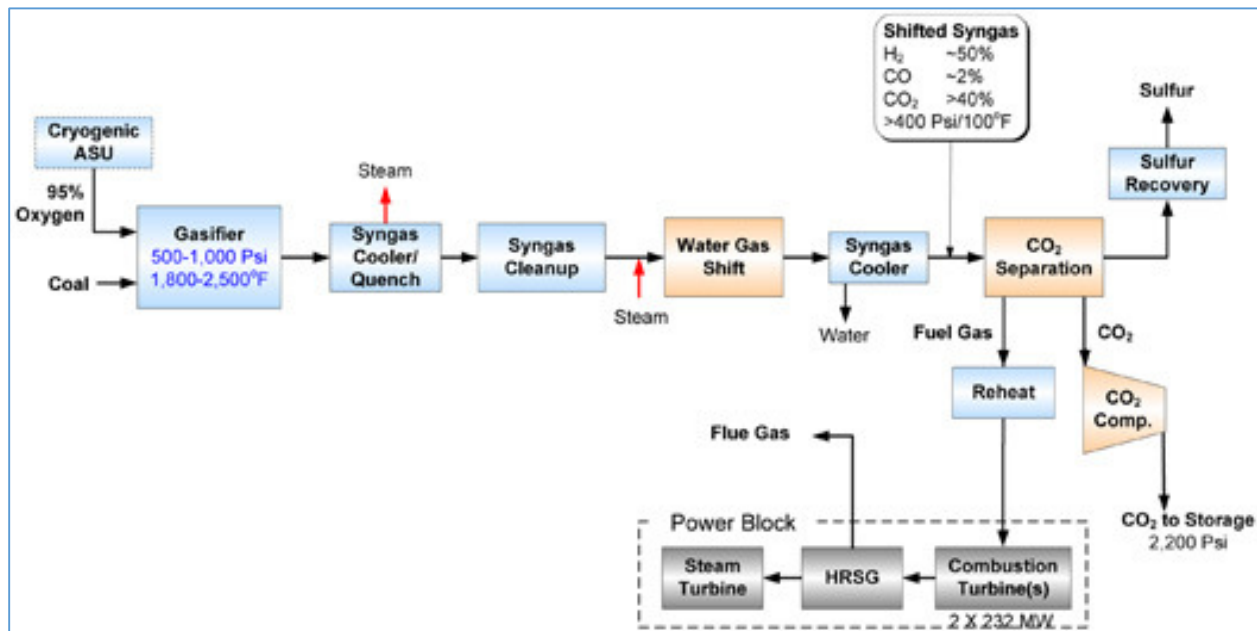 Shifted Syngas
H₂ ~50%
CO ~2%
CO₂ >40%
>400 Psi/100°F
Sulfur
Cryogenic
ASU
Sulfur
Recovery
Steam
95%
Oxygen
Gasifier
500-1,000 Psi
1,800-2,500°F
Syngas
Cooler/
Quench
Syngas
Cleanup
Water Gas
Shift
Syngas
Cooler
CO₂
Separation
Coal
Steam
Water
Fuel Gas
CO₂
Reheat
CO₂
Comp.
Flue Gas
CO₂ to Storage
2,200 Psi
Power Block
Steam
Turbine
HRSG
Combustion
Turbine(s)
2 X 232 MW